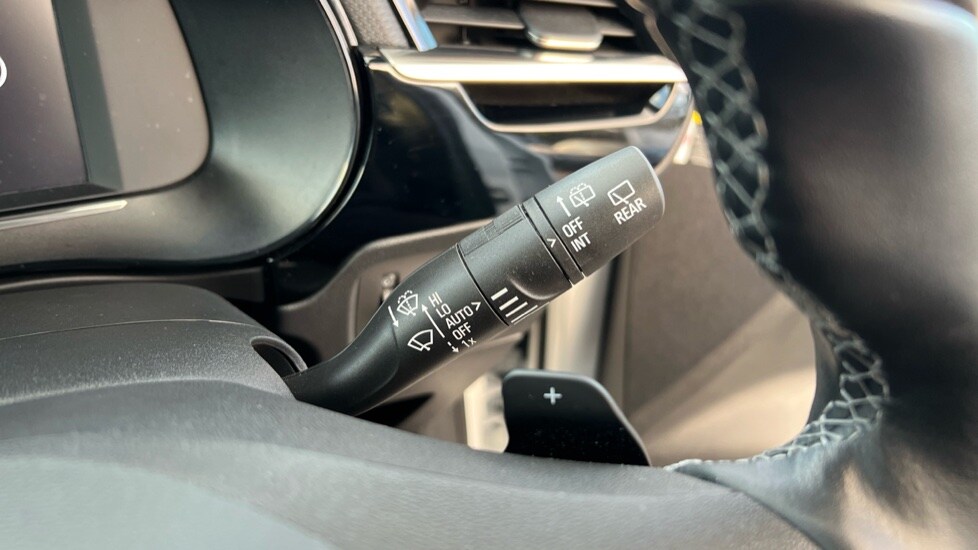 HI
LO
AUTO >
OFF
1x
>
OFF
INT
REAR
+